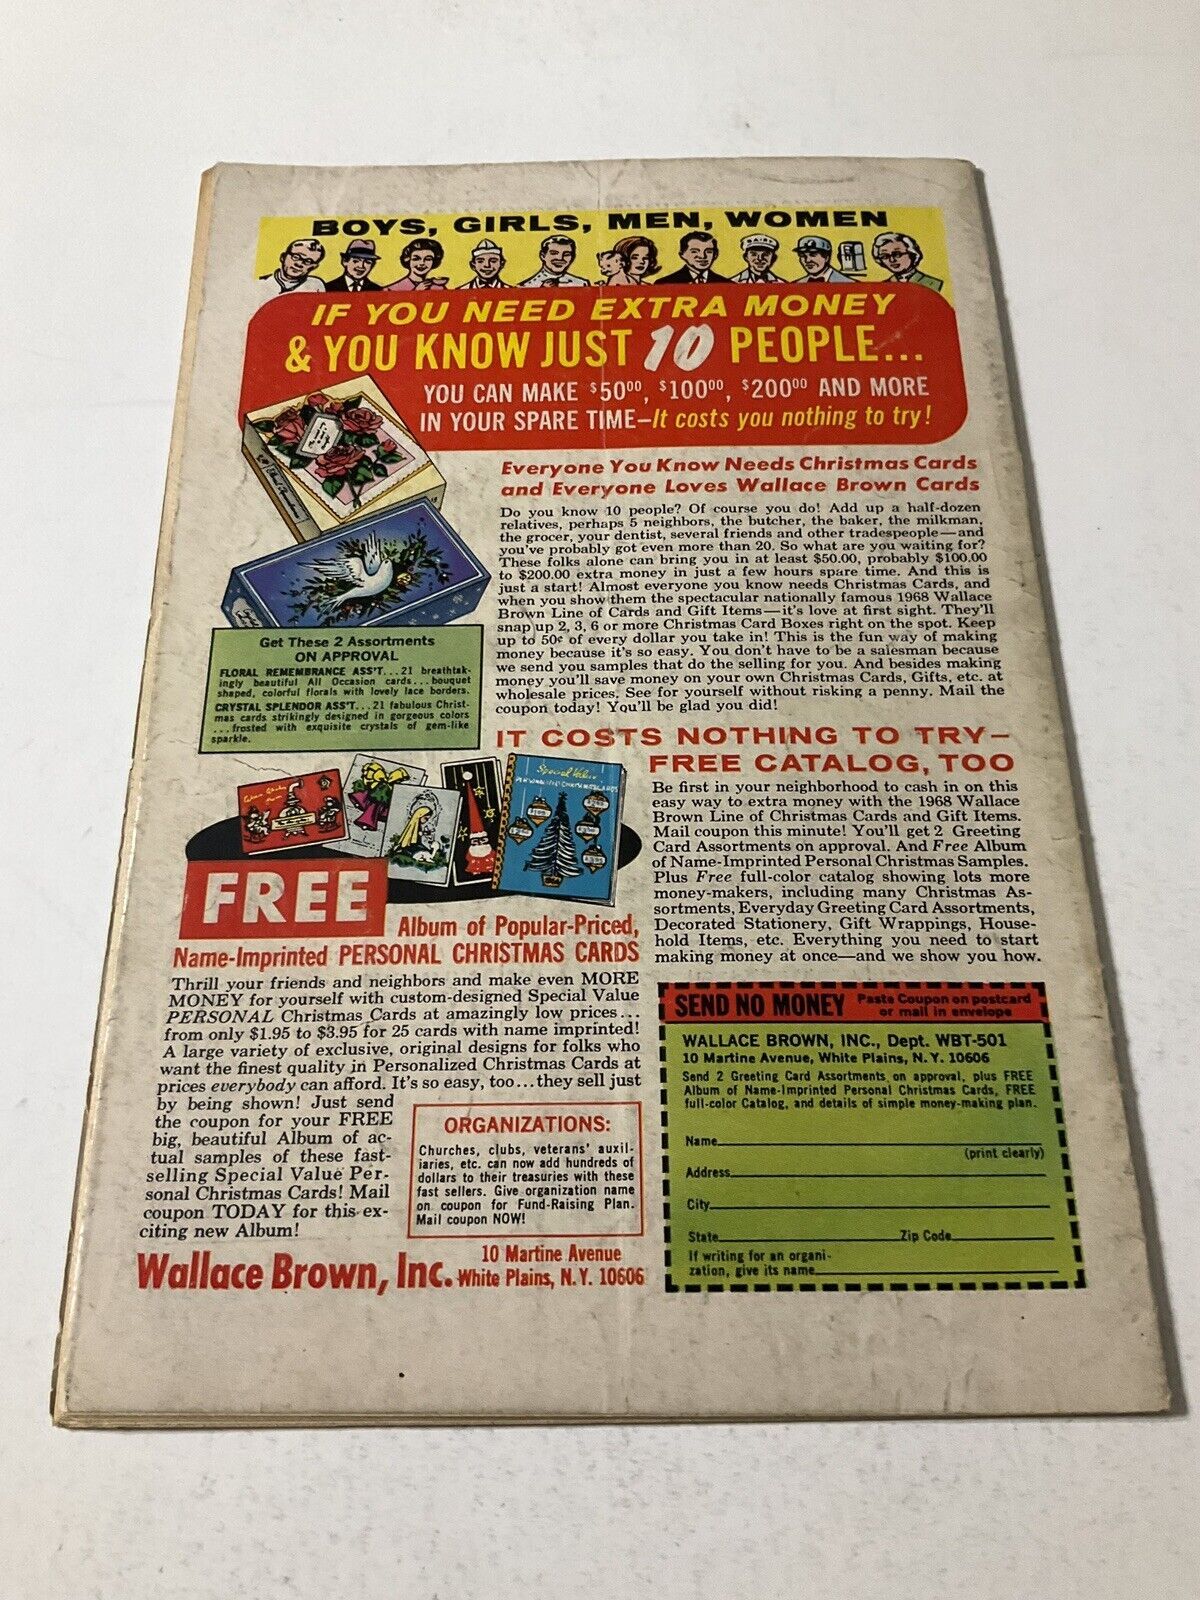 BOYS, GIRLS, MEN, WOMEN
IF YOU NEED EXTRA MONEY
& YOU KNOW JUST 10 PEOPLE...
YOU CAN MAKE $50⁰⁰, $100⁰⁰, $200⁰⁰ AND MORE
IN YOUR SPARE TIME—It costs you nothing to try!
Everyone You Know Needs Christmas Cards
and Everyone Loves Wallace Brown Cards
Do you know 10 people? Of course you do! Add up a half-dozen
relatives, perhaps 5 neighbors, the butcher, the baker, the milkman,
the grocer, your dentist, several friends and other tradespeople—and
you've probably got even more than 20. So what are you waiting for?
These folks alone can bring you in at least $50.00, probably $100.00
to $200.00 extra money in just a few hours spare time. And this is
just a start! Almost everyone you know needs Christmas Cards, and
when you show them the spectacular nationally famous 1968 Wallace
Brown Line of Cards and Gift Items—it's love at first sight. They'll
snap up 2, 3, 6 or more Christmas Card Boxes right on the spot. Keep
up to 50¢ of every dollar you take in! This is the fun way of making
money because it's so easy. You don't have to be a salesman because
we send you samples that do the selling for you. And besides making
money you'll save money on your own Christmas Cards, Gifts, etc. at
wholesale prices. See for yourself without risking a penny. Mail the
coupon today! You'll be glad you did!
Get These 2 Assortments
ON APPROVAL
FLORAL REMEMBRANCE ASS'T...21 breathtak-
ingly beautiful All Occasion cards...bouquet
shaped, colorful florals with lovely lace borders.
CRYSTAL SPLENDOR ASS'T...21 fabulous Christ-
mas cards strikingly designed in gorgeous colors
...frosted with exquisite crystals of gem-like
sparkle.
IT COSTS NOTHING TO TRY—
FREE CATALOG, TOO
Be first in your neighborhood to cash in on this
easy way to extra money with the 1968 Wallace
Brown Line of Christmas Cards and Gift Items.
Mail coupon this minute! You'll get 2 Greeting
Card Assortments on approval. And Free Album
of Name-Imprinted Personal Christmas Samples.
Plus Free full-color catalog showing lots more
money-makers, including many Christmas As-
sortments, Everyday Greeting Card Assortments,
Decorated Stationery, Gift Wrappings, House-
hold Items, etc. Everything you need to start
making money at once—and we show you how.
Special Value
PERSONAL CHRISTMAS CARDS
FREE
Album of Popular-Priced,
Name-Imprinted PERSONAL CHRISTMAS CARDS
Thrill your friends and neighbors and make even MORE
MONEY for yourself with custom-designed Special Value
PERSONAL Christmas Cards at amazingly low prices...
from only $1.95 to $3.95 for 25 cards with name imprinted!
A large variety of exclusive, original designs for folks who
want the finest quality in Personalized Christmas Cards at
prices everybody can afford. It's so easy, too...they sell just
by being shown! Just send
the coupon for your FREE
big, beautiful Album of ac-
tual samples of these fast-
selling Special Value Per-
sonal Christmas Cards! Mail
coupon TODAY for this ex-
citing new Album!
ORGANIZATIONS:
Churches, clubs, veterans' auxil-
iaries, etc. can now add hundreds of
dollars to their treasuries with these
fast sellers. Give organization name
on coupon for Fund-Raising Plan.
Mail coupon NOW!
Wallace Brown, Inc. 10 Martine Avenue
White Plains, N.Y. 10606
SEND NO MONEY Paste Coupon on postcard
or mail in envelope
WALLACE BROWN, INC., Dept. WBT-501
10 Martine Avenue, White Plains, N.Y. 10606
Send 2 Greeting Card Assortments on approval, plus FREE
Album of Name-Imprinted Personal Christmas Cards, FREE
full-color Catalog, and details of simple money-making plan.
Name
(print clearly)
Address
City
State Zip Code
If writing for an organi-
zation, give its name